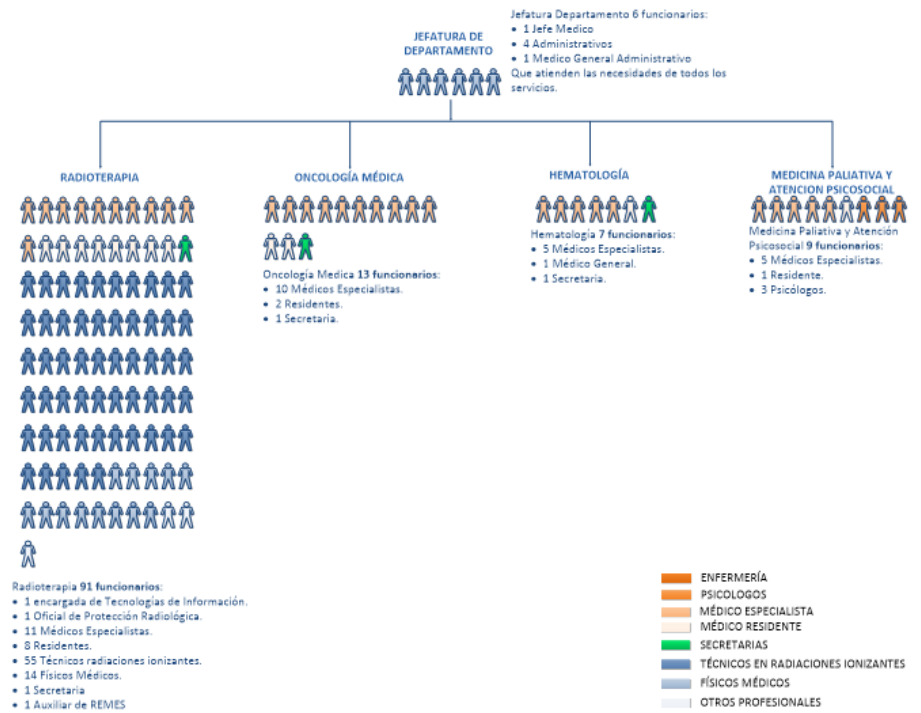 JEFATURA DE
DEPARTAMENTO
Jefatura Departamento 6 funcionarios:
• 1 Jefe Medico
• 4 Administrativos
• 1 Medico General Administrativo
Que atienden las necesidades de todos los
servicios.
RADIOTERAPIA
Radioterapia 91 funcionarios:
• 1 encargada de Tecnologías de Información.
• 1 Oficial de Protección Radiológica.
• 11 Médicos Especialistas.
• 8 Residentes.
• 55 Técnicos radiaciones ionizantes.
• 14 Físicos Médicos.
• 1 Secretaria
• 1 Auxiliar de REMES
ONCOLOGÍA MÉDICA
Oncología Medica 13 funcionarios:
• 10 Médicos Especialistas.
• 2 Residentes.
• 1 Secretaria.
HEMATOLOGÍA
Hematología 7 funcionarios:
• 5 Médicos Especialistas.
• 1 Médico General.
• 1 Secretaria.
MEDICINA PALIATIVA Y
ATENCION PSICOSOCIAL
Medicina Paliativa y Atención
Psicosocial 9 funcionarios:
• 5 Médicos Especialistas.
• 1 Residente.
• 3 Psicólogos.
ENFERMERÍA
PSICOLOGOS
MÉDICO ESPECIALISTA
MÉDICO RESIDENTE
SECRETARIAS
TÉCNICOS EN RADIACIONES IONIZANTES
FÍSICOS MÉDICOS
OTROS PROFESIONALES